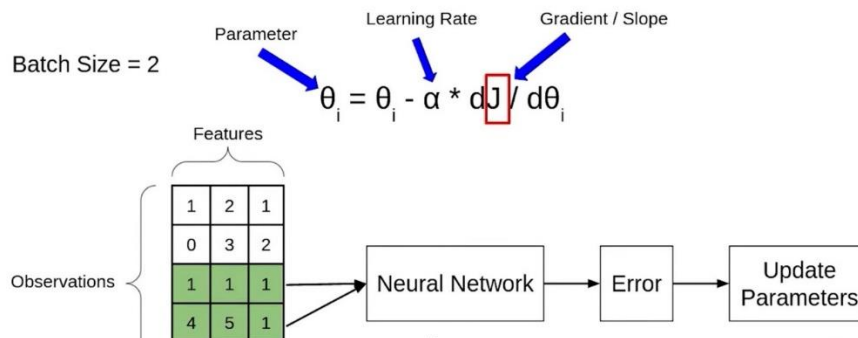 Parameter
Learning Rate
Gradient / Slope
Batch Size = 2
θi = θi - α * dJ / dθi
Features
1 2 1
0 3 2
1 1 1
4 5 1
Observations
Neural Network
Error
Update
Parameters